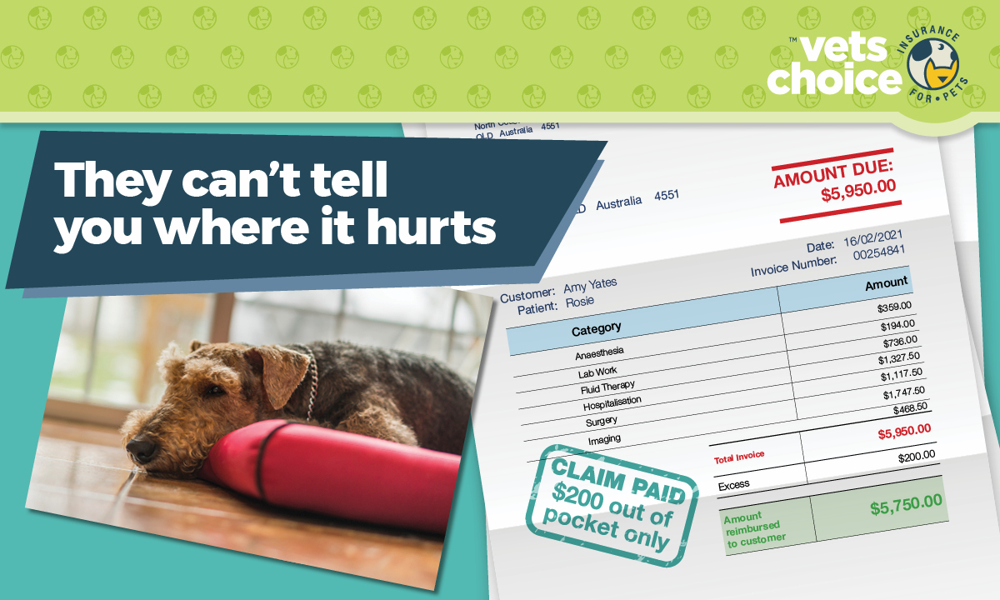 ™ vets
choice
INSURANCE
FOR • PETS
They can't tell
you where it hurts
North
QLD Australia 4551
Australia 4551
AMOUNT DUE:
$5,950.00
Date: 16/02/2021
Invoice Number: 00254841
Customer: Amy Yates
Patient: Rosie
Category Amount
Anaesthesia $359.00
Lab Work $194.00
Fluid Therapy $736.00
Hospitalisation $1,327.50
Surgery $1,117.50
Imaging $1,747.50
$468.50
Total Invoice $5,950.00
Excess $200.00
Amount
reimbursed
to customer
$5,750.00
CLAIM PAID
$200 out of
pocket only